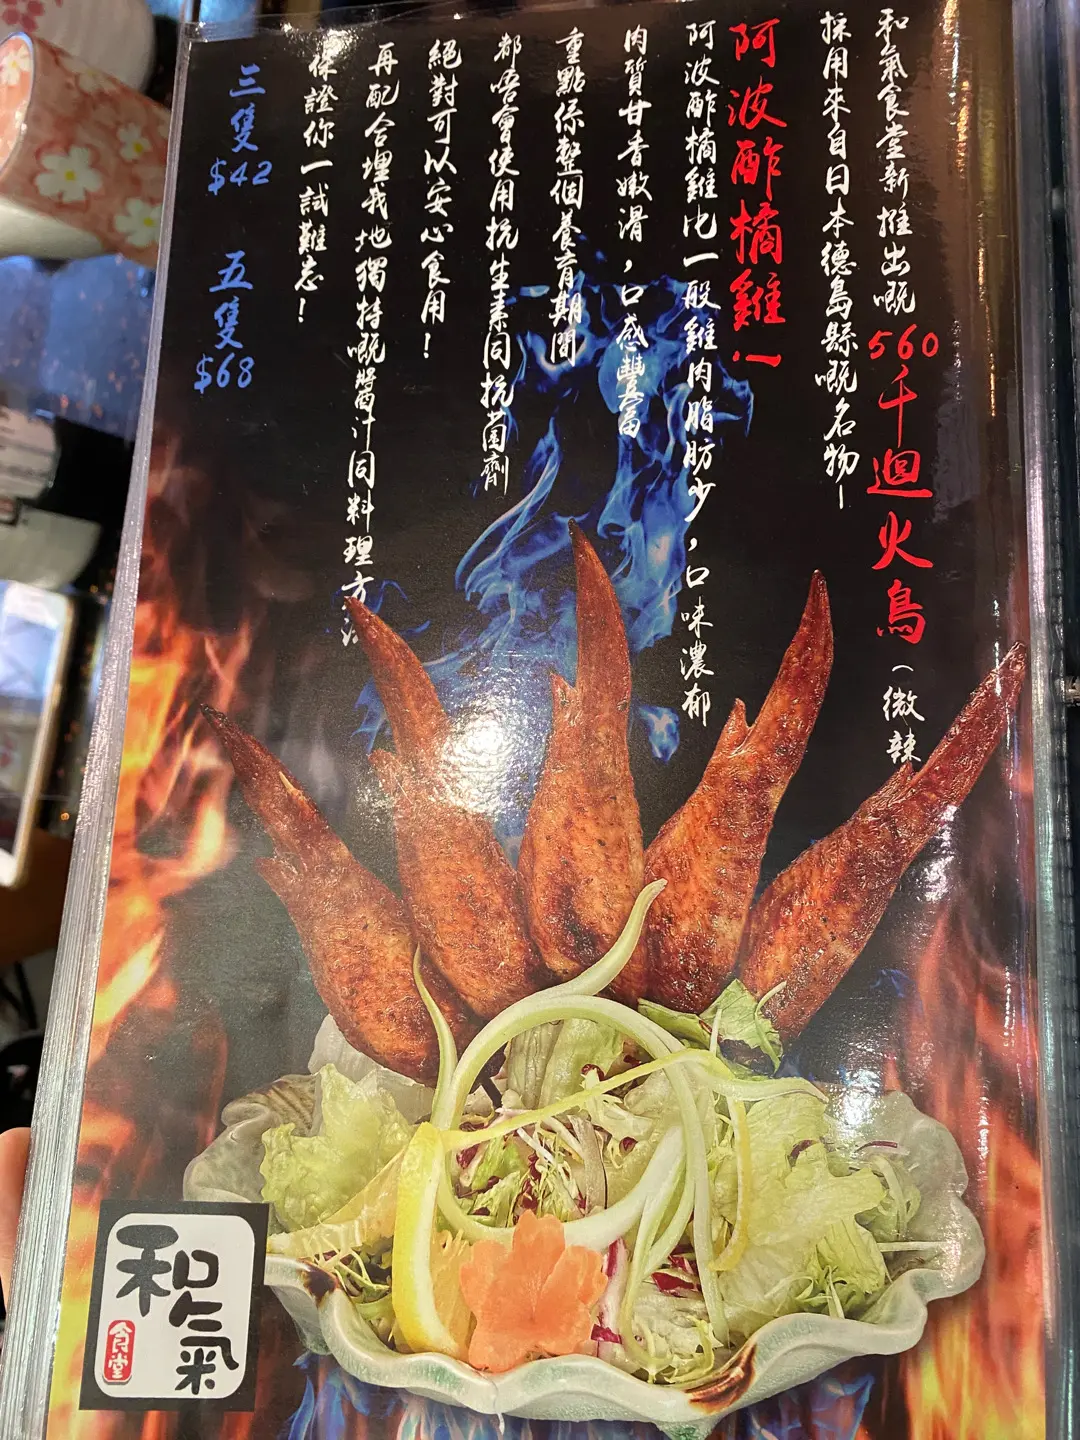 和氣食堂新推出嘅
560千迴火鳥（微辣
採用來自日本德島縣嘅名物－
阿波酢橘雞！
阿波酢橘雞比一般雞肉脂肪少，口味濃郁
肉質甘香嫩滑，口感豐富
重點係整個養育期間
都唔會使用抗生素同抗菌劑
絕對可以安心食用！
再配合埋我地獨特嘅醬汁同料理方法
保證你一試難忘！
三隻
$42
五隻
$68
和氣
食堂